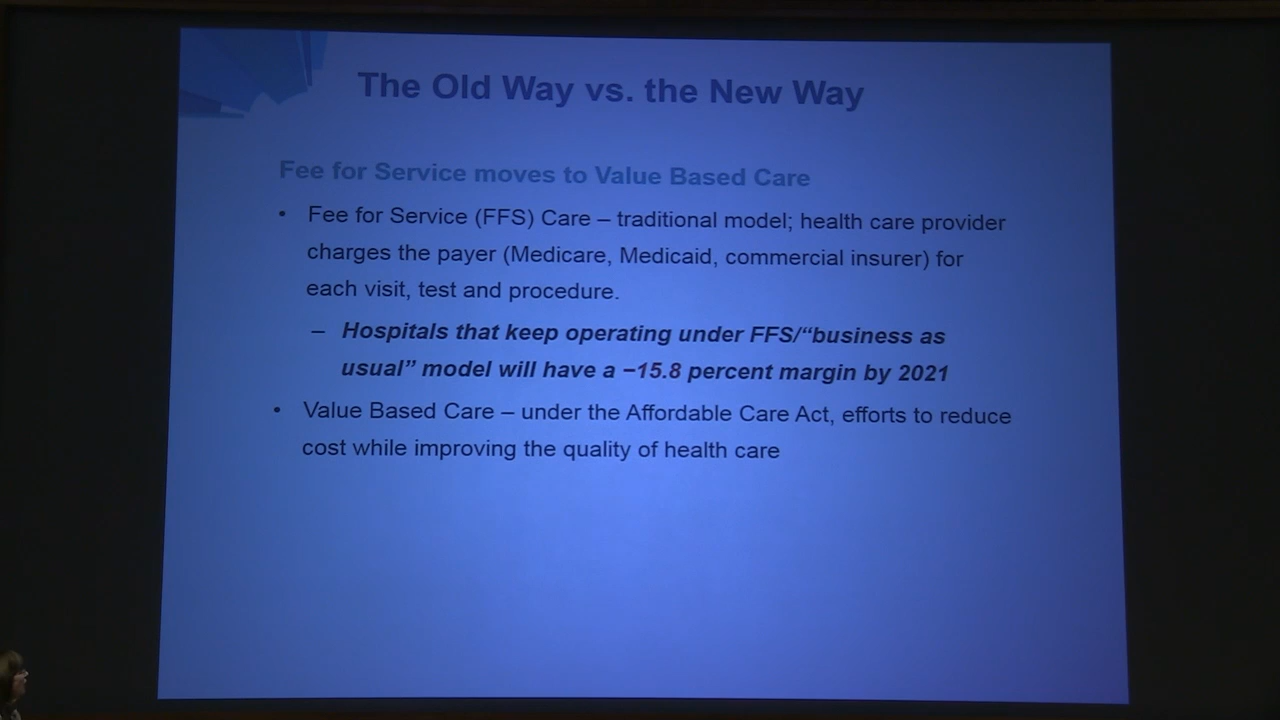 The Old Way vs. the New Way
Fee for Service moves to Value Based Care
• Fee for Service (FFS) Care – traditional model; health care provider
charges the payer (Medicare, Medicaid, commercial insurer) for
each visit, test and procedure.
– Hospitals that keep operating under FFS/“business as
usual” model will have a −15.8 percent margin by 2021
• Value Based Care – under the Affordable Care Act, efforts to reduce
cost while improving the quality of health care